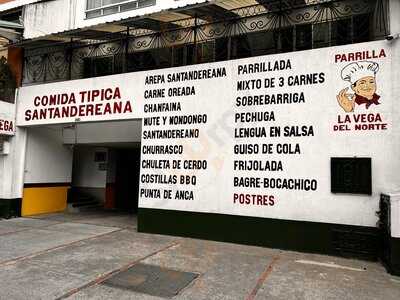 COMIDA TIPICA
SANTANDEREANA
AREPA SANTANDEREANA
CARNE OREADA
CHANFAINA
NUTE Y MONDONGO
SANTANDEREANO
CHURRASCO
CHULETA DE CERDO
COSTILLAS BBQ
PUNTA DE ANCA
PARRILLADA
MIXTO DE 3 CARNES
SOBREBARRIGA
PECHUGA
LENGUA EN SALSA
GUISO DE COLA
FRIJOLADA
BAGRE-BOCACHICO
POSTRES
PARRILLA
LA VEGA
DEL NORTE